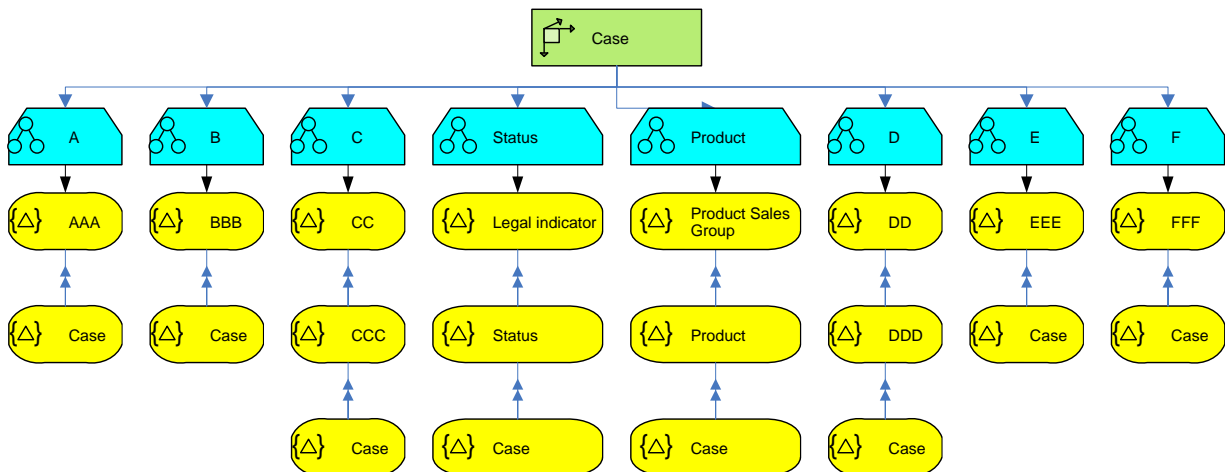 Case
A
B
C
Status
Product
D
E
F
AAA
BBB
CC
Legal indicator
Product Sales
Group
DD
EEE
FFF
Case
Case
CCC
Status
Product
DDD
Case
Case
Case
Case
Case
Case